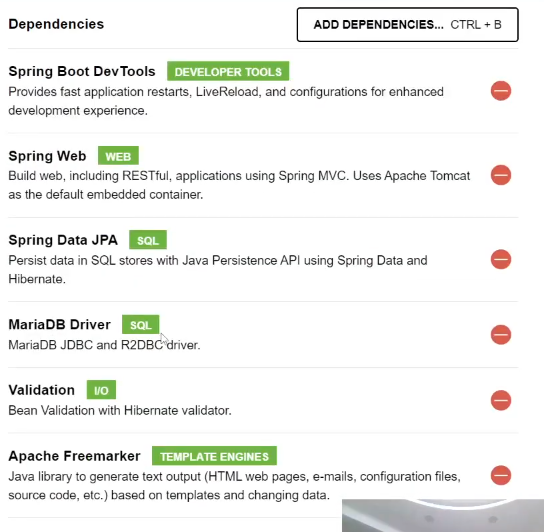 Dependencies ADD DEPENDENCIES... CTRL + B
Spring Boot DevTools DEVELOPER TOOLS
Provides fast application restarts, LiveReload, and configurations for enhanced
development experience.
Spring Web WEB
Build web, including RESTful, applications using Spring MVC. Uses Apache Tomcat
as the default embedded container.
Spring Data JPA SQL
Persist data in SQL stores with Java Persistence API using Spring Data and
Hibernate.
MariaDB Driver SQL
MariaDB JDBC and R2DBC driver.
Validation I/O
Bean Validation with Hibernate validator.
Apache Freemarker TEMPLATE ENGINES
Java library to generate text output (HTML web pages, e-mails, configuration files,
source code, etc.) based on templates and changing data.